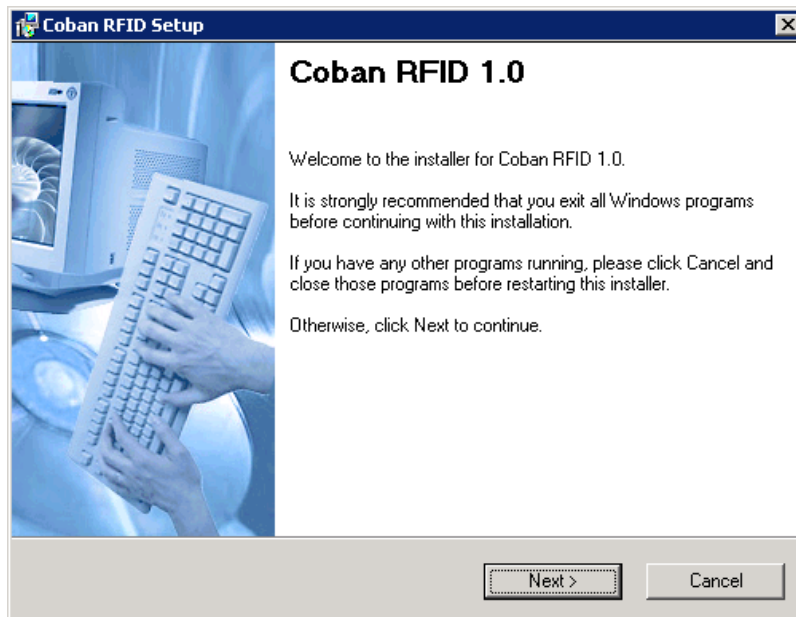 Coban RFID Setup
Coban RFID 1.0
Welcome to the installer for Coban RFID 1.0.
It is strongly recommended that you exit all Windows programs
before continuing with this installation.
If you have any other programs running, please click Cancel and
close those programs before restarting this installer.
Otherwise, click Next to continue.
Next >
Cancel